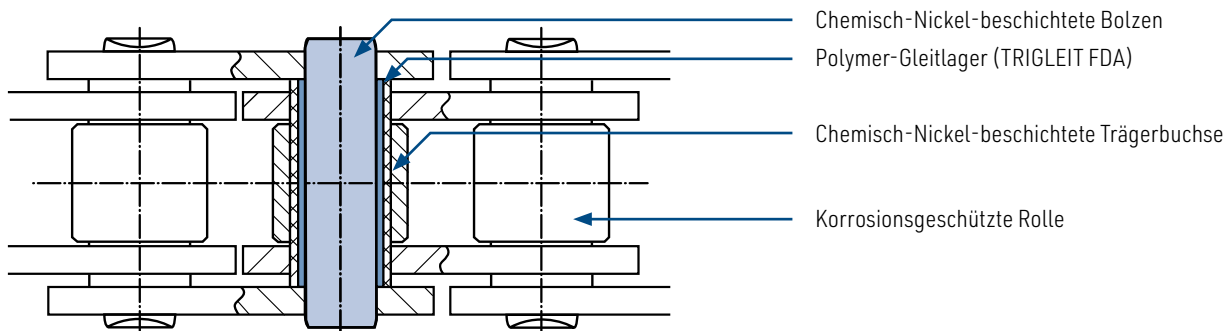 Chemisch-Nickel-beschichtete Bolzen
Polymer-Gleitlager (TRIGLEIT FDA)
Chemisch-Nickel-beschichtete Trägerbuchse
Korrosionsgeschützte Rolle